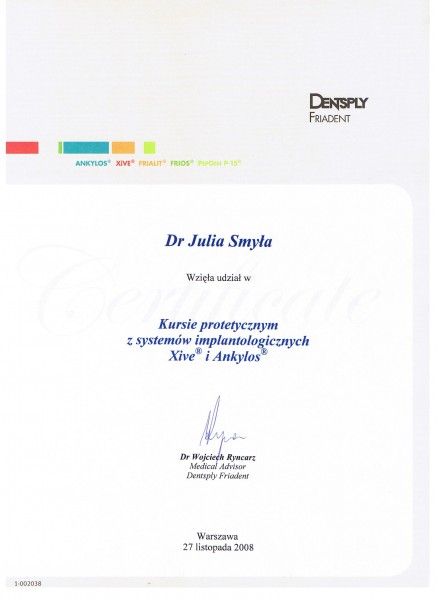 DENTSPLY
FRIADENT
ANKYLOS® XiVE® FRIALIT® FRIOS® PepGen P-15®
Certificate
Dr Julia Smyła
Wzięła udział w
Kursie protetycznym
z systemów implantologicznych
Xive® i Ankylos®
Dr Wojciech Ryncarz
Medical Advisor
Dentsply Friadent
Warszawa
27 listopada 2008
1-002038